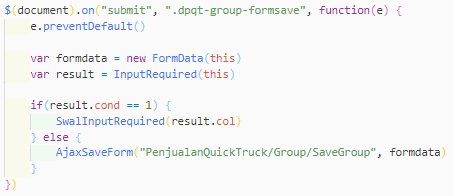 $(document).on("submit", ".dpqt-group-formsave", function(e) {
    e.preventDefault()

    var formdata = new FormData(this)
    var result = InputRequired(this)

    if(result.cond == 1) {
        SwalInputRequired(result.col)
    } else {
        AjaxSaveForm("PenjualanQuickTruck/Group/SaveGroup", formdata)
    }
})